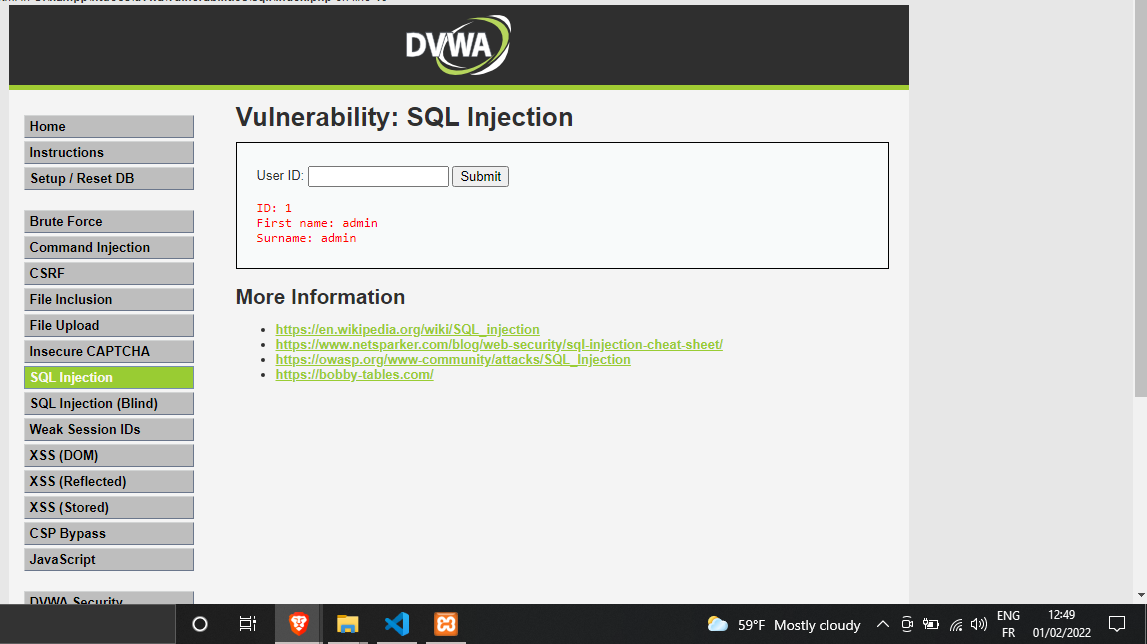 DVWA
Vulnerability: SQL Injection
Home
Instructions
Setup / Reset DB
Brute Force
Command Injection
CSRF
File Inclusion
File Upload
Insecure CAPTCHA
SQL Injection
SQL Injection (Blind)
Weak Session IDs
XSS (DOM)
XSS (Reflected)
XSS (Stored)
CSP Bypass
JavaScript
DVWA Security
User ID: Submit
ID: 1
First name: admin
Surname: admin
More Information
https://en.wikipedia.org/wiki/SQL_injection
https://www.netsparker.com/blog/web-security/sql-injection-cheat-sheet/
https://owasp.org/www-community/attacks/SQL_Injection
https://bobby-tables.com/
59°F Mostly cloudy
ENG
FR
12:49
01/02/2022